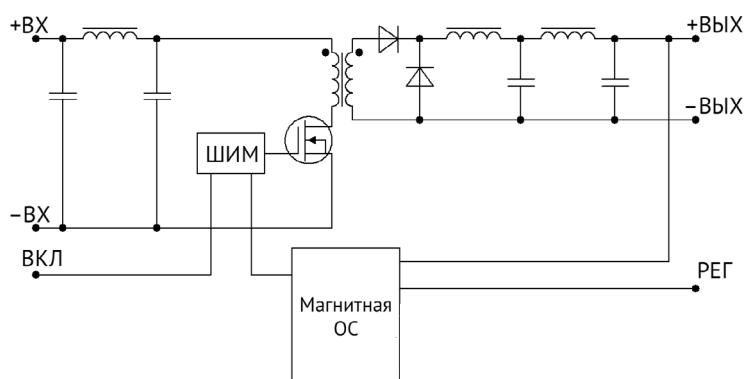 +ВХ
+ВЫХ
−ВЫХ
ШИМ
−ВХ
ВКЛ
РЕГ
Магнитная
ОС